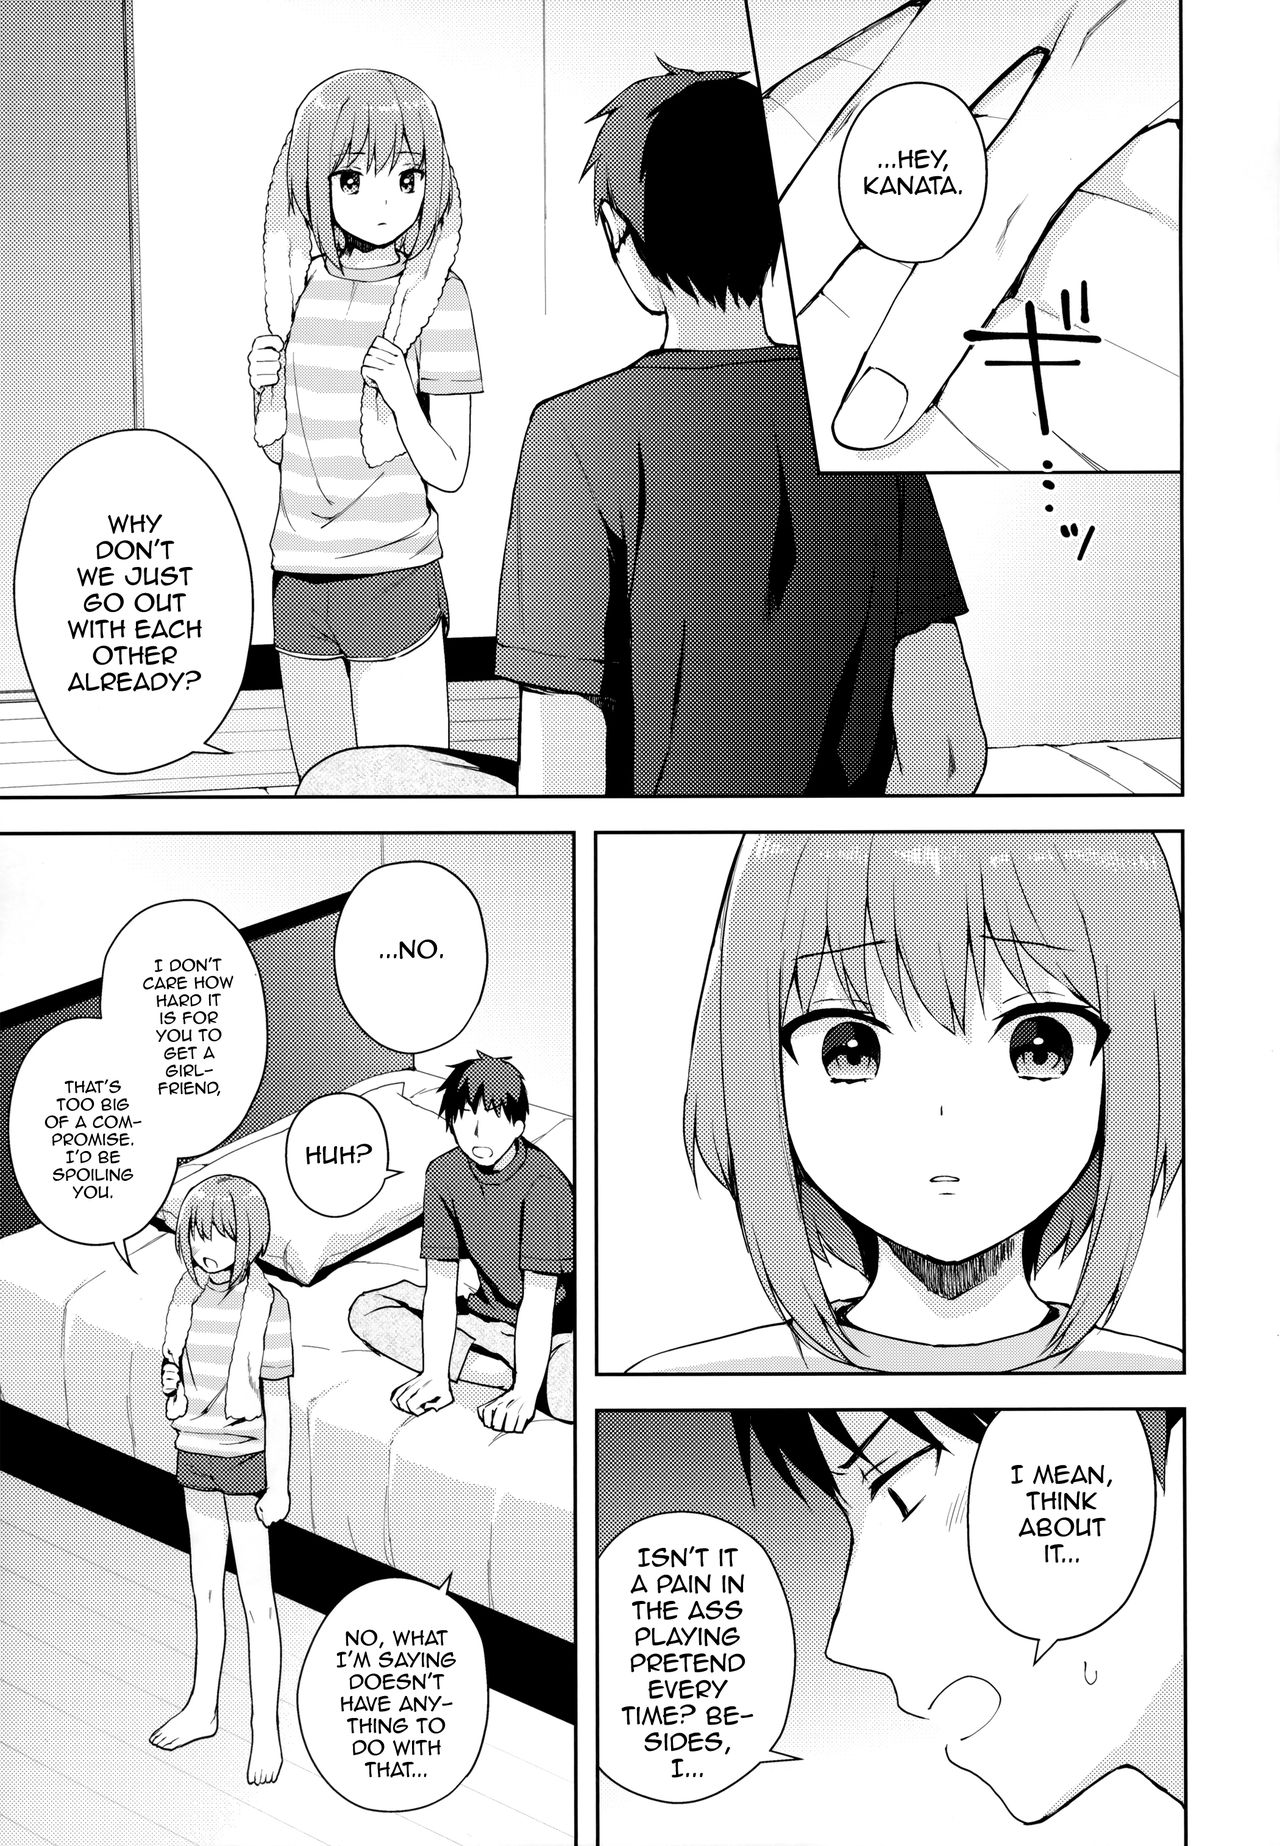 ...HEY,
KANATA.
ギッ
WHY
DON'T
WE JUST
GO OUT
WITH EACH
OTHER
ALREADY?
I MEAN,
THINK
ABOUT
IT...
ISN'T IT
A PAIN IN
THE ASS
PLAYING
PRETEND
EVERY
TIME? BE-
SIDES,
I...
...NO.
I DON'T
CARE HOW
HARD IT
IS FOR
YOU TO
GET A
GIRL-
FRIEND,
THAT'S
TOO BIG
OF A COM-
PROMISE.
I'D BE
SPOILING
YOU.
HUH?
NO, WHAT
I'M SAYING
DOESN'T
HAVE ANY-
THING TO
DO WITH
THAT...